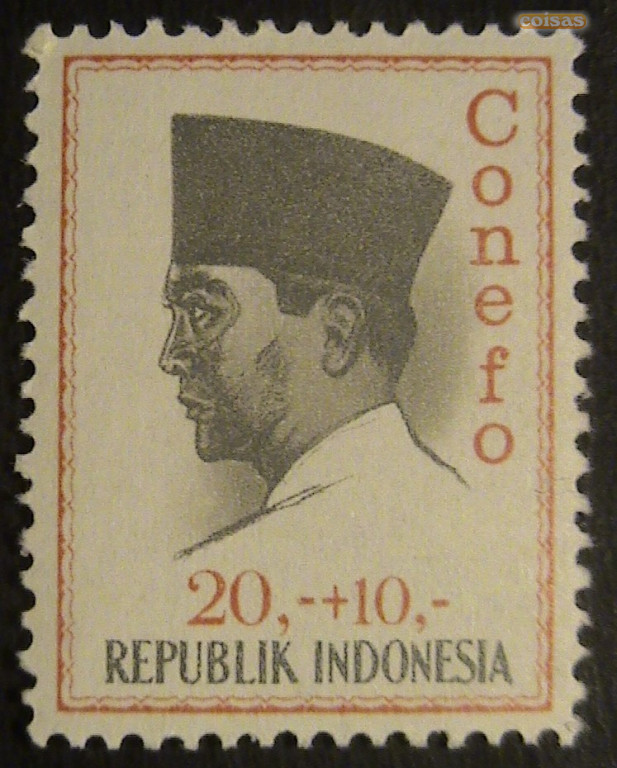 coisas
Conefo
20,-+10,-
REPUBLIK INDONESIA